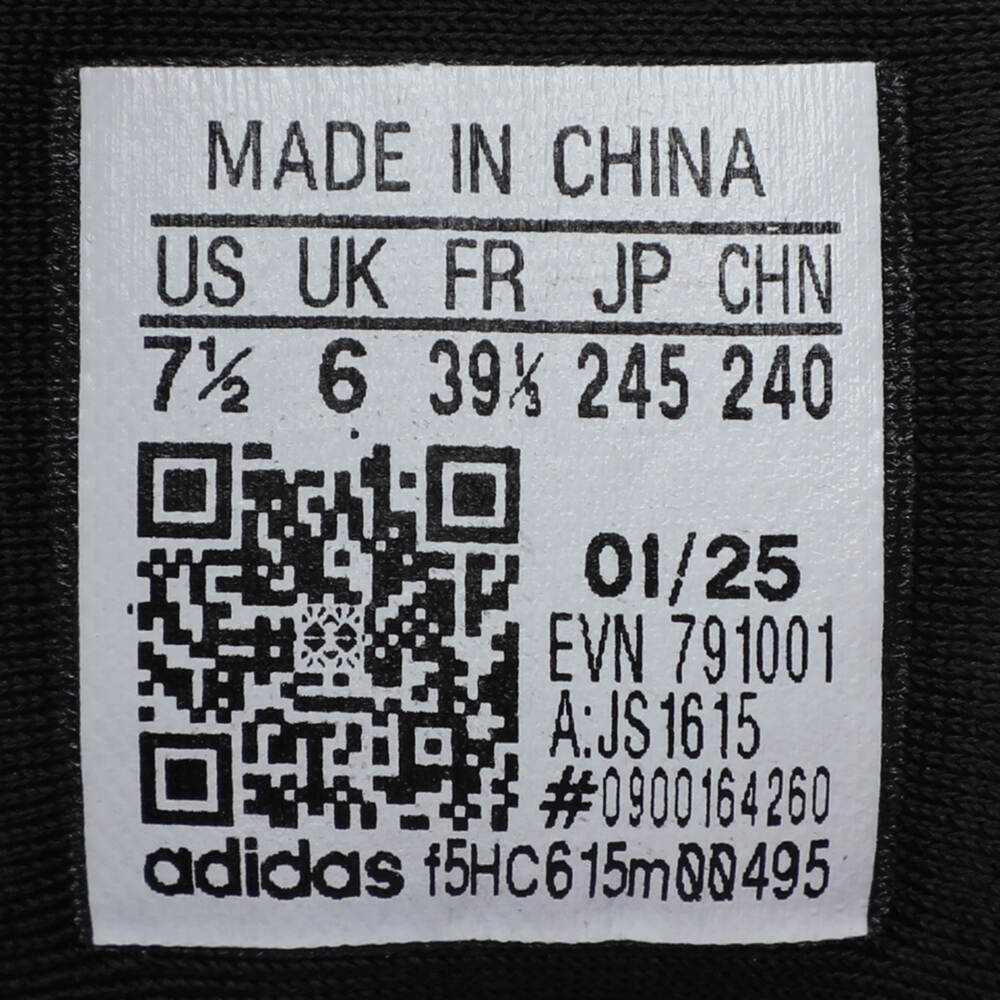 MADE IN CHINA
US UK FR JP CHN
7½ 6 39⅓ 245 240
01/25
EVN 791001
A:JS1615
#0900164260
adidas f5HC615m00495